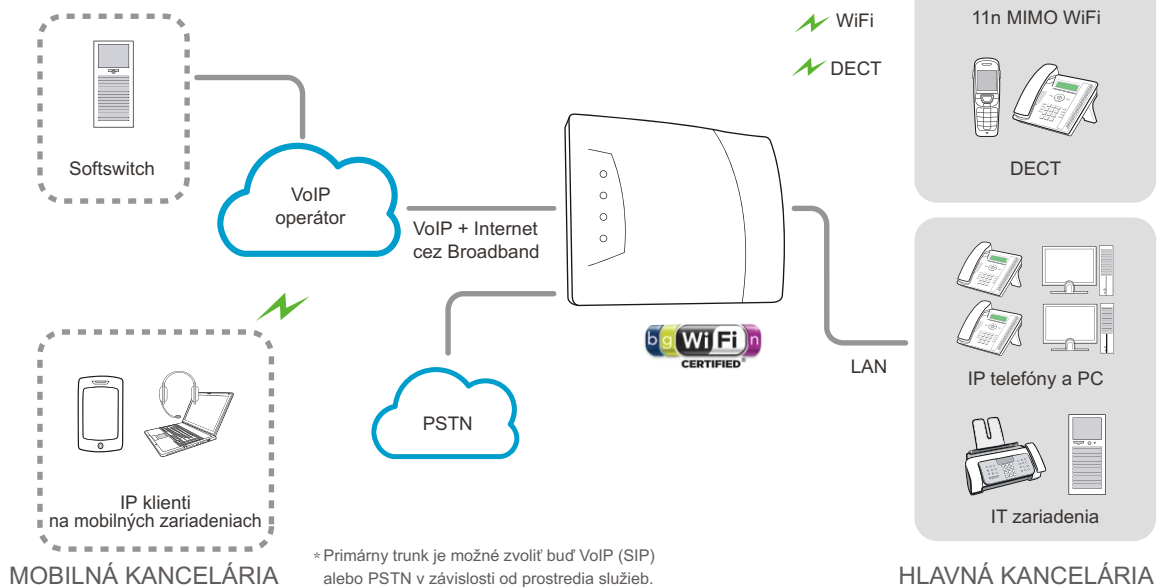 WiFi
DECT
11n MIMO WiFi
DECT
Softswitch
VoIP
operátor
VoIP + Internet
cez Broadband
b g Wi Fi n
CERTIFIED
LAN
IP telefóny a PC
PSTN
IP klienti
na mobilných zariadeniach
IT zariadenia
MOBILNÁ KANCELÁRIA
* Primárny trunk je možné zvoliť buď VoIP (SIP)
alebo PSTN v závislosti od prostredia služieb.
HLAVNÁ KANCELÁRIA